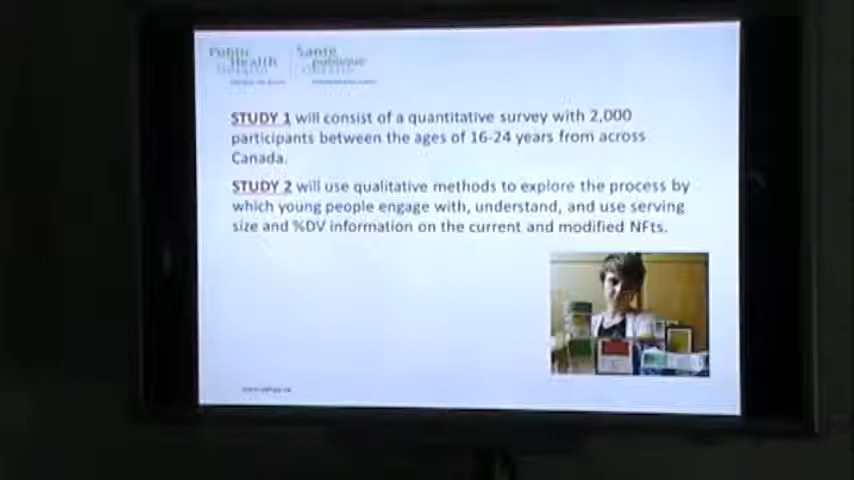 Public Santé
Health publique
Ontario Ontario
STUDY 1 will consist of a quantitative survey with 2,000
participants between the ages of 16-24 years from across
Canada.
STUDY 2 will use qualitative methods to explore the process by
which young people engage with, understand, and use serving
size and %DV information on the current and modified NFts.